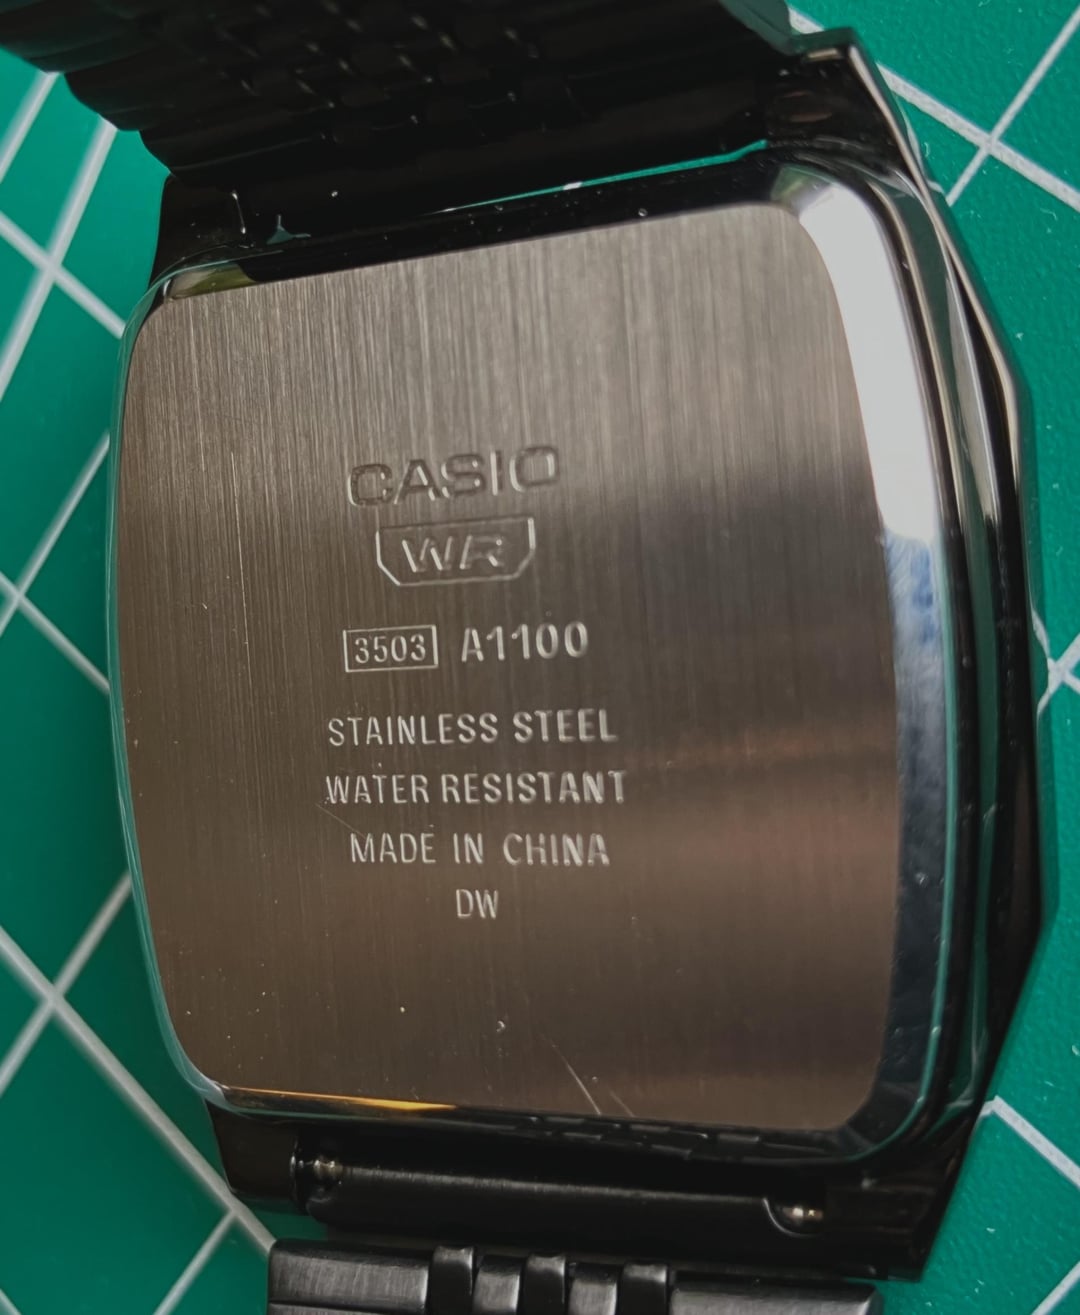 CASIO
WR
3503 A1100
STAINLESS STEEL
WATER RESISTANT
MADE IN CHINA
DW